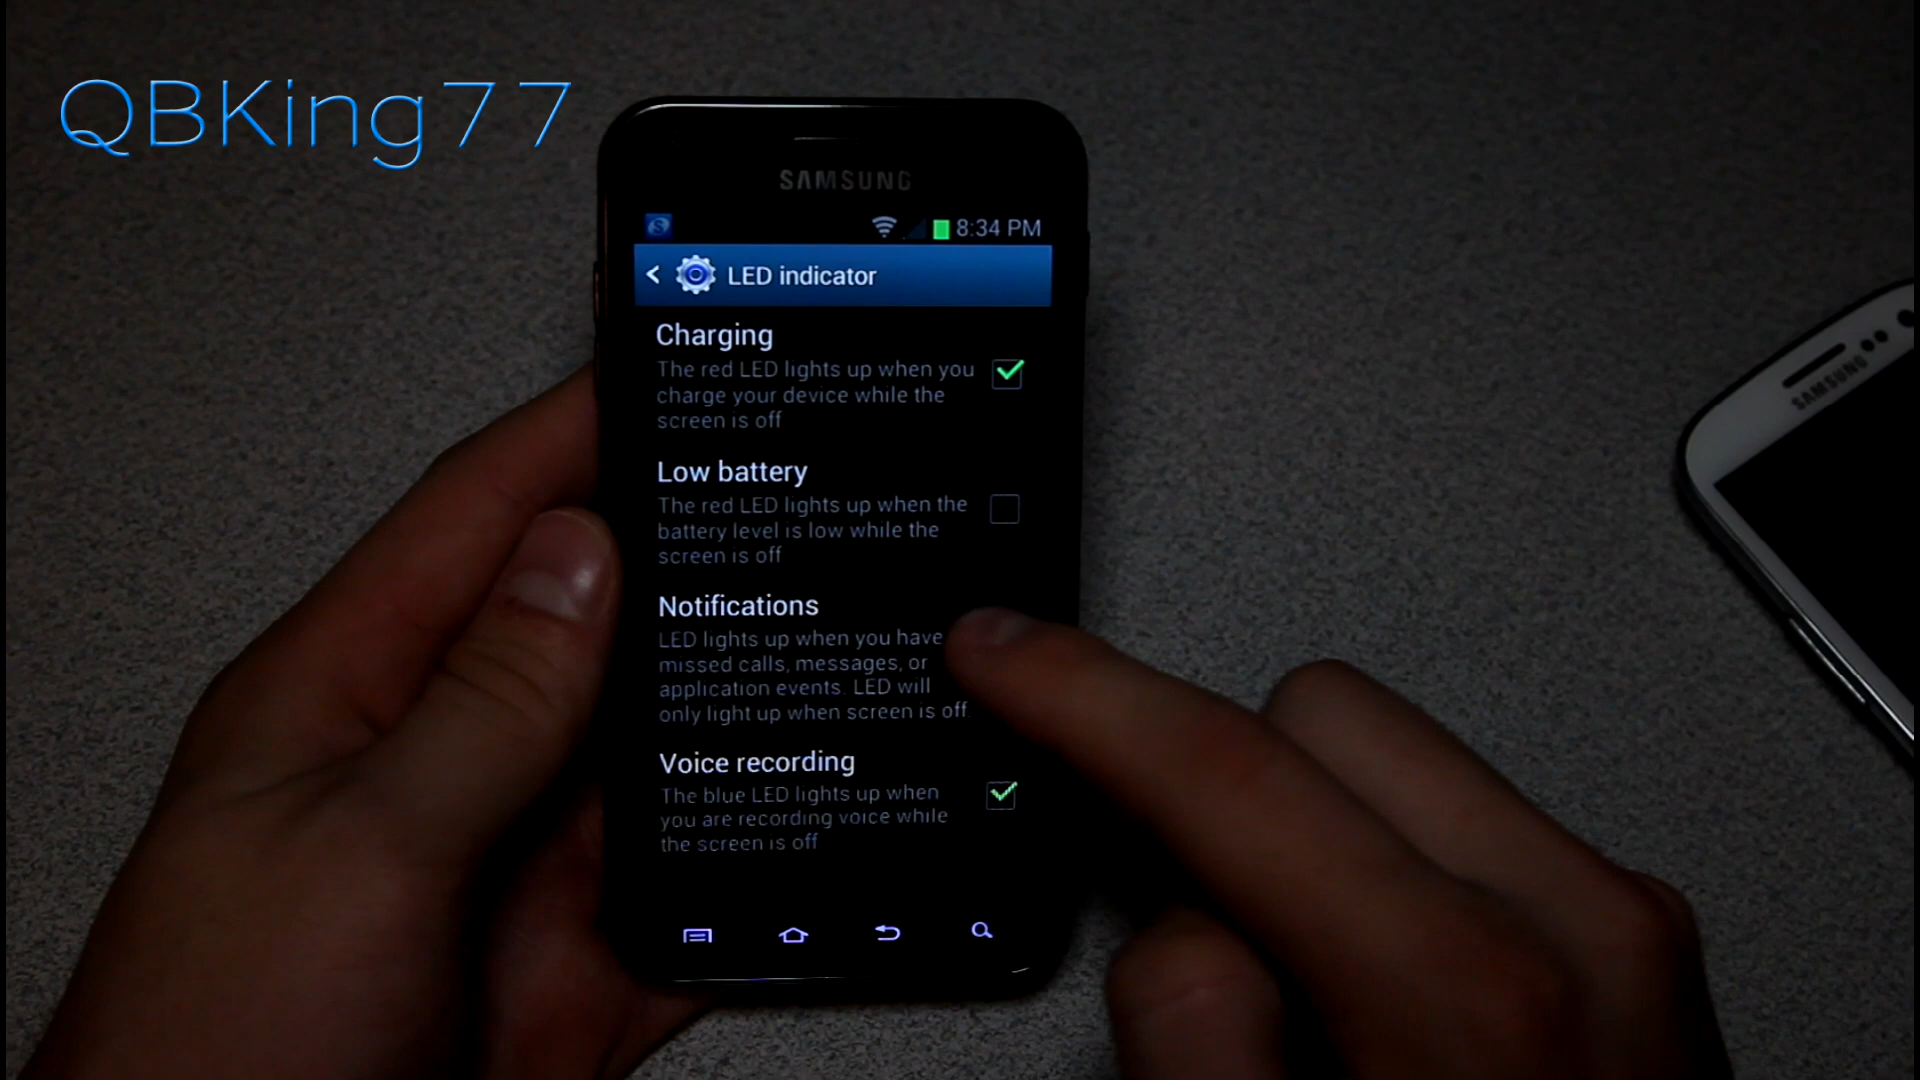 QBKing77
SAMSUNG
8:34 PM
LED indicator
Charging
The red LED lights up when you
charge your device while the
screen is off
Low battery
The red LED lights up when the
battery level is low while the
screen is off
Notifications
LED lights up when you have
missed calls, messages, or
application events. LED will
only light up when screen is off.
Voice recording
The blue LED lights up when
you are recording voice while
the screen is off
SAMSUNG